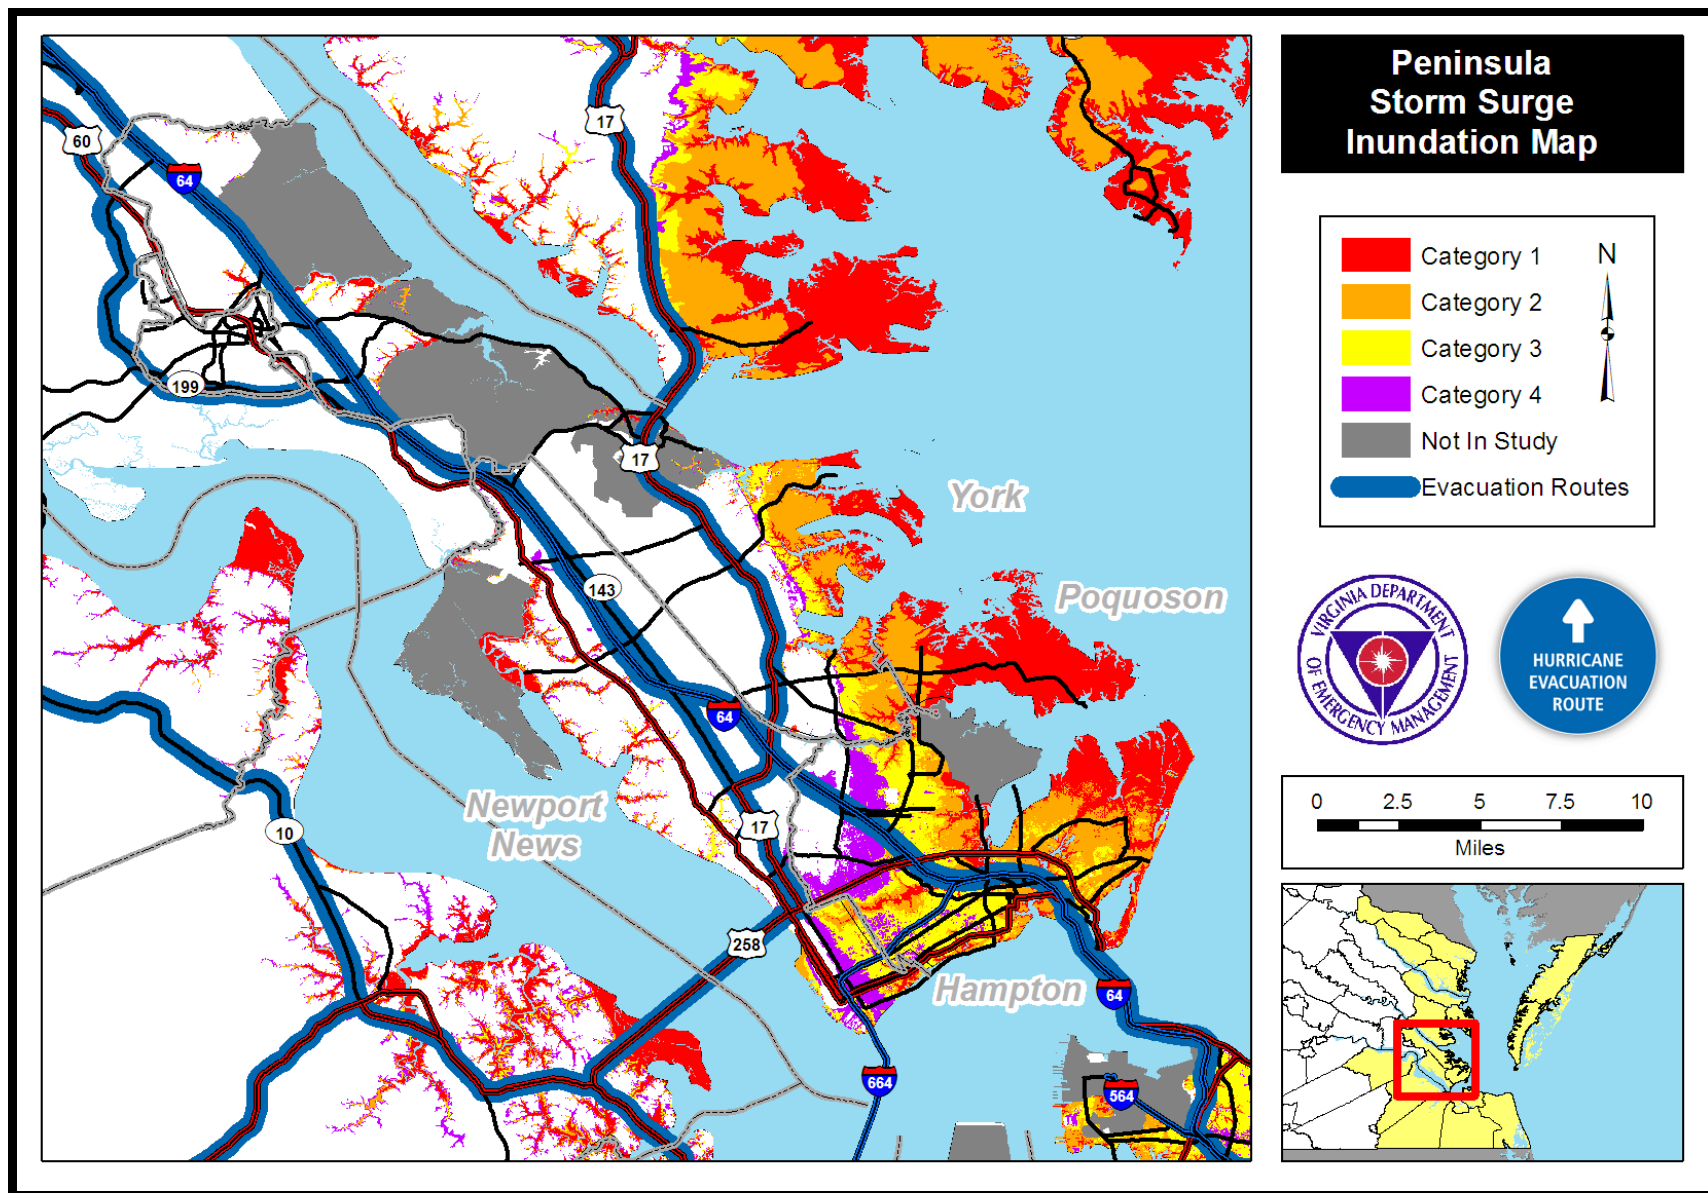 Peninsula
Storm Surge
Inundation Map
N
Category 1
Category 2
Category 3
Category 4
Not In Study
Evacuation Routes
VIRGINIA DEPARTMENT
OF EMERGENCY MANAGEMENT
HURRICANE
EVACUATION
ROUTE
0 2.5 5 7.5 10
Miles
60
64
17
199
17
York
143
Poquoson
64
Newport
News
17
10
258
Hampton
64
664
564